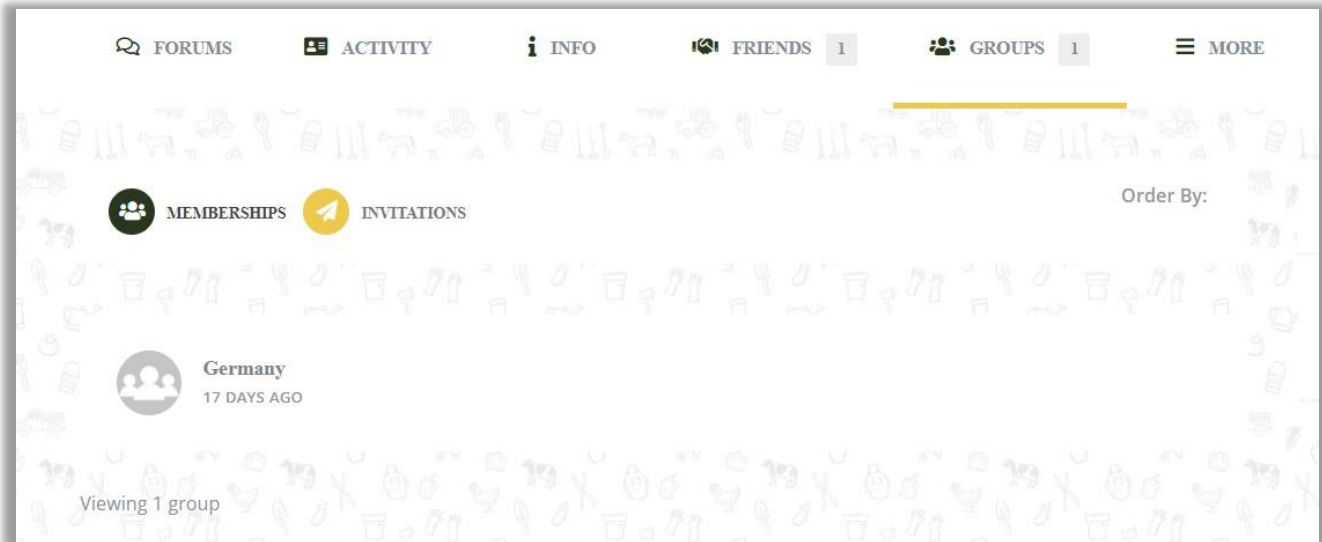 FORUMS ACTIVITY INFO FRIENDS 1 GROUPS 1 MORE
MEMBERSHIPS INVITATIONS Order By:
Germany
17 DAYS AGO
Viewing 1 group